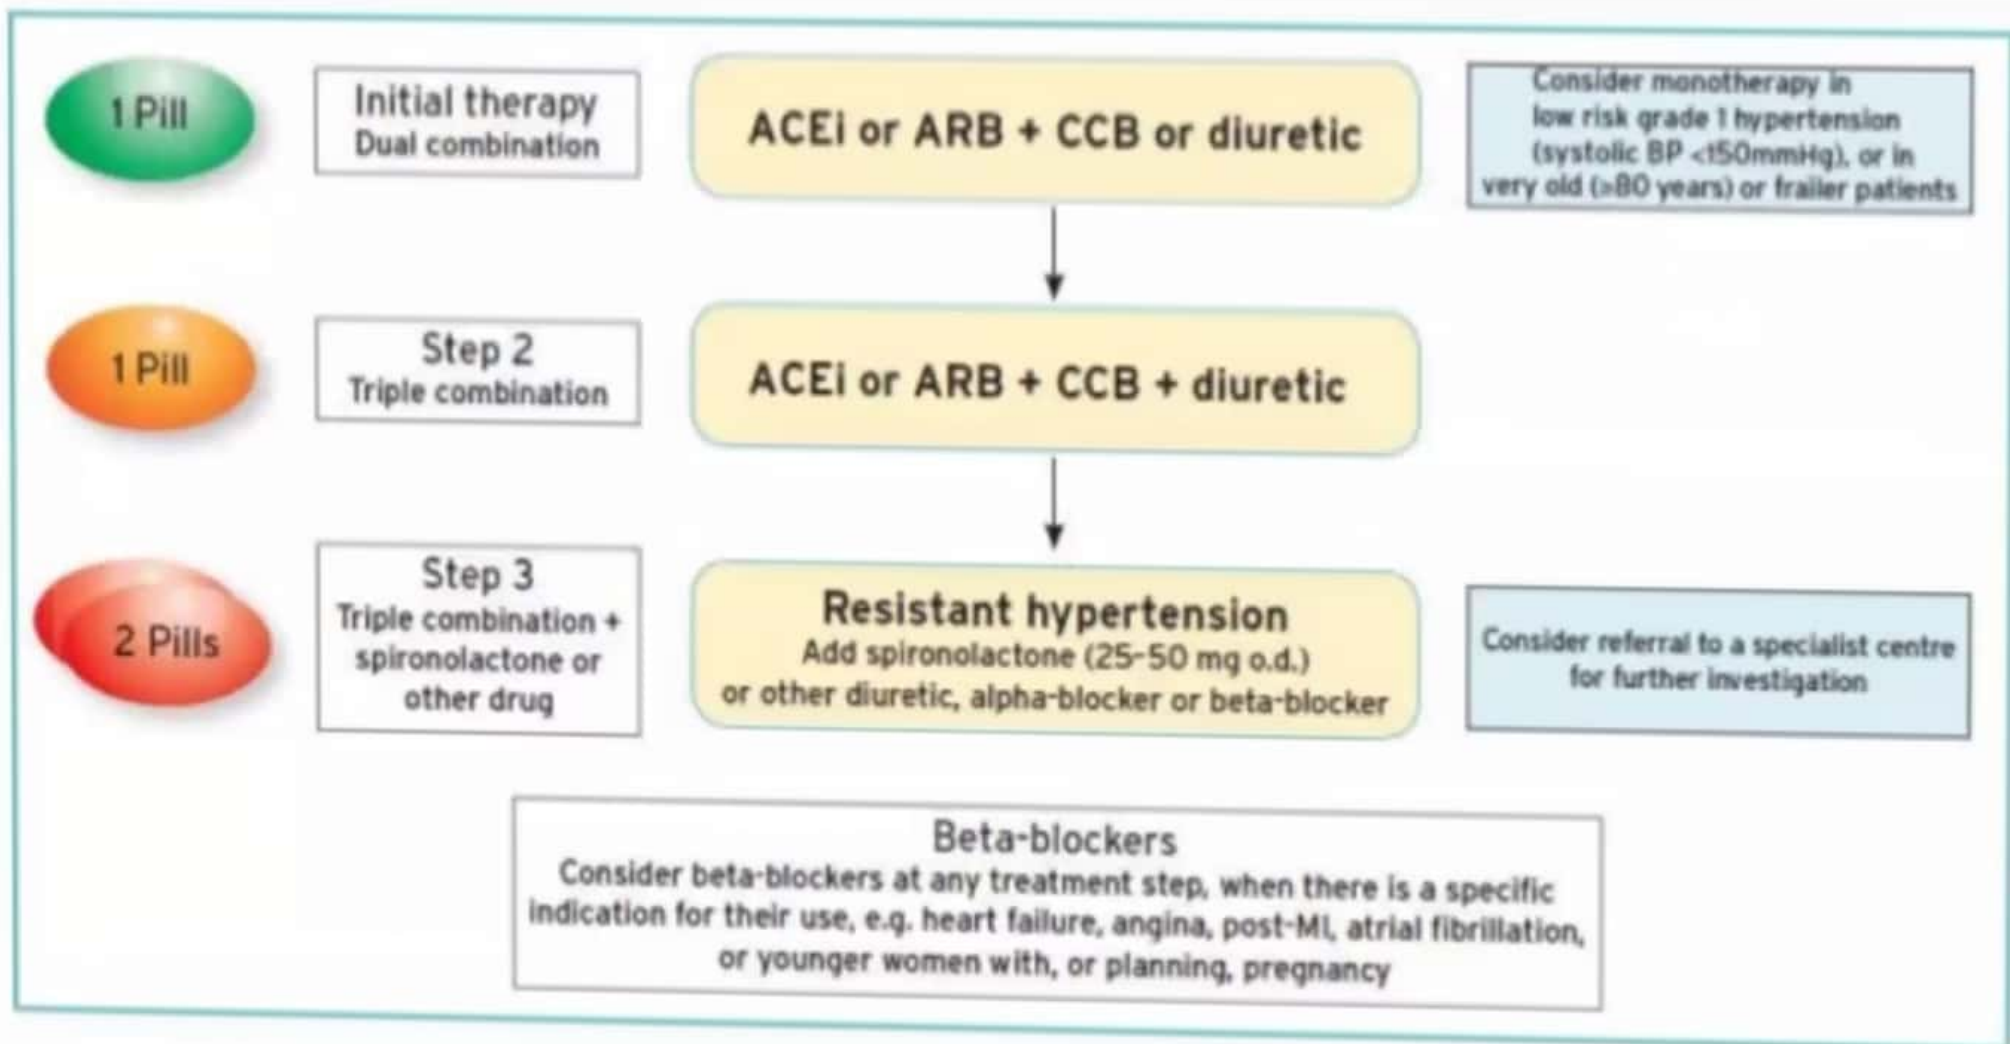 1 Pill
Initial therapy
Dual combination
ACEi or ARB + CCB or diuretic
Consider monotherapy in
low risk grade 1 hypertension
(systolic BP <150mmHg), or in
very old (≥80 years) or frailer patients
1 Pill
Step 2
Triple combination
ACEi or ARB + CCB + diuretic
2 Pills
Step 3
Triple combination +
spironolactone or
other drug
Resistant hypertension
Add spironolactone (25-50 mg o.d.)
or other diuretic, alpha-blocker or beta-blocker
Consider referral to a specialist centre
for further investigation
Beta-blockers
Consider beta-blockers at any treatment step, when there is a specific
indication for their use, e.g. heart failure, angina, post-MI, atrial fibrillation,
or younger women with, or planning, pregnancy